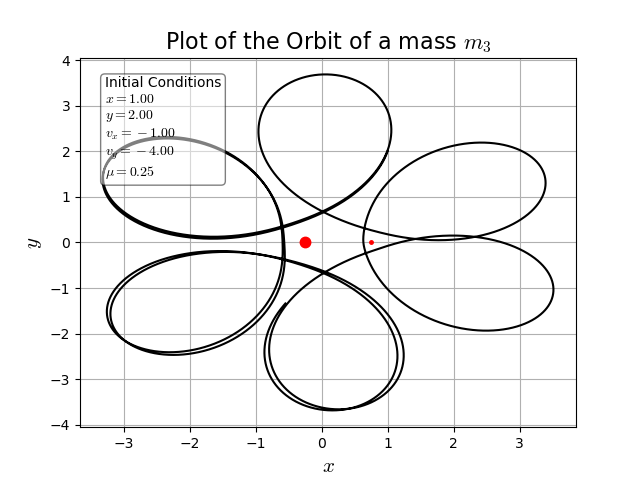 Plot of the Orbit of a mass m₃
Initial Conditions
x = 1.00
y = 2.00
vₓ = −1.00
v_y = −4.00
μ = 0.25
4
3
2
1
0
−1
−2
−3
−4
y
−3 −2 −1 0 1 2 3
x